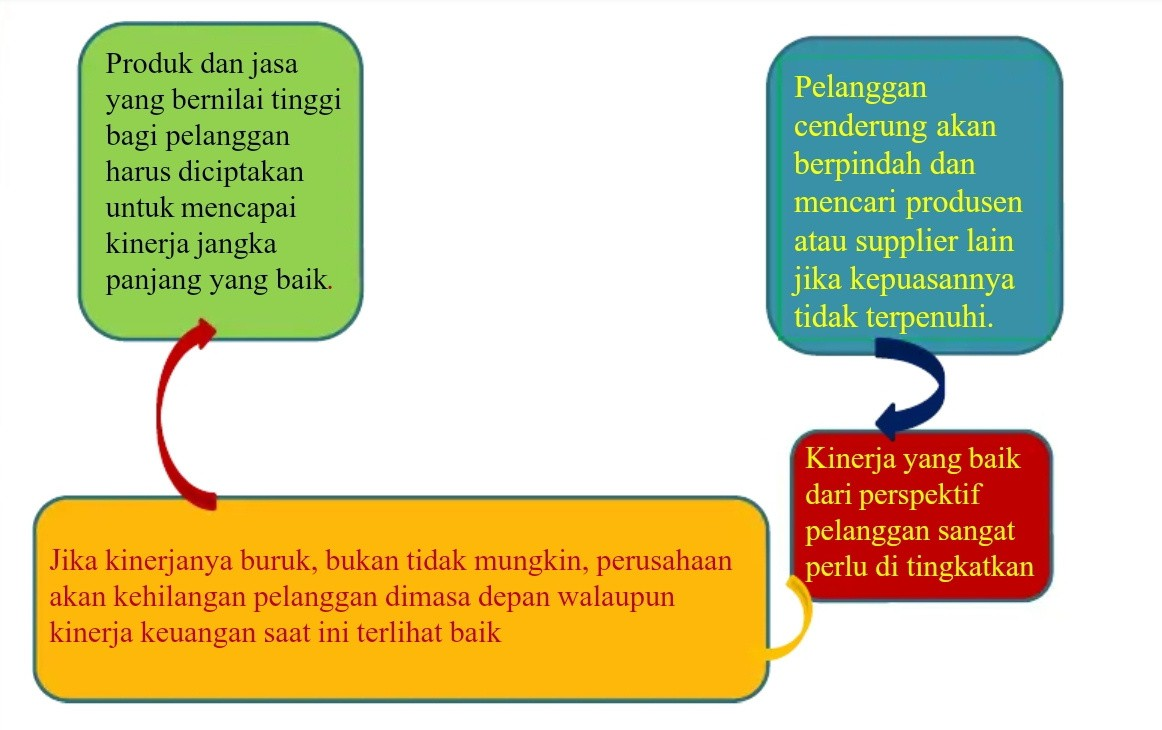 Produk dan jasa
yang bernilai tinggi
bagi pelanggan
harus diciptakan
untuk mencapai
kinerja jangka
panjang yang baik.
Pelanggan
cenderung akan
berpindah dan
mencari produsen
atau supplier lain
jika kepuasannya
tidak terpenuhi.
Kinerja yang baik
dari perspektif
pelanggan sangat
perlu di tingkatkan
Jika kinerjanya buruk, bukan tidak mungkin, perusahaan
akan kehilangan pelanggan dimasa depan walaupun
kinerja keuangan saat ini terlihat baik